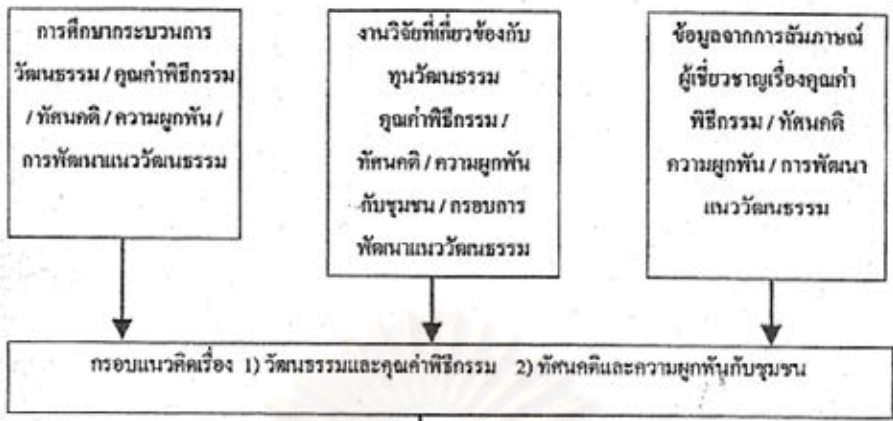 การศึกษากระบวนการ
วัฒนธรรม / คุณค่าพิธีกรรม
/ ทัศนคติ / ความผูกพัน /
การพัฒนาแนววัฒนธรรม
งานวิจัยที่เกี่ยวข้องกับ
ทุนวัฒนธรรม
คุณค่าพิธีกรรม /
ทัศนคติ / ความผูกพัน
กับชุมชน / กรอบการ
พัฒนาแนววัฒนธรรม
ข้อมูลจากการสัมภาษณ์
ผู้เชี่ยวชาญเรื่องคุณค่า
พิธีกรรม / ทัศนคติ
ความผูกพัน / การพัฒนา
แนววัฒนธรรม
กรอบแนวคิดเรื่อง 1) วัฒนธรรมและคุณค่าพิธีกรรม 2) ทัศนคติและความผูกพันกับชุมชน